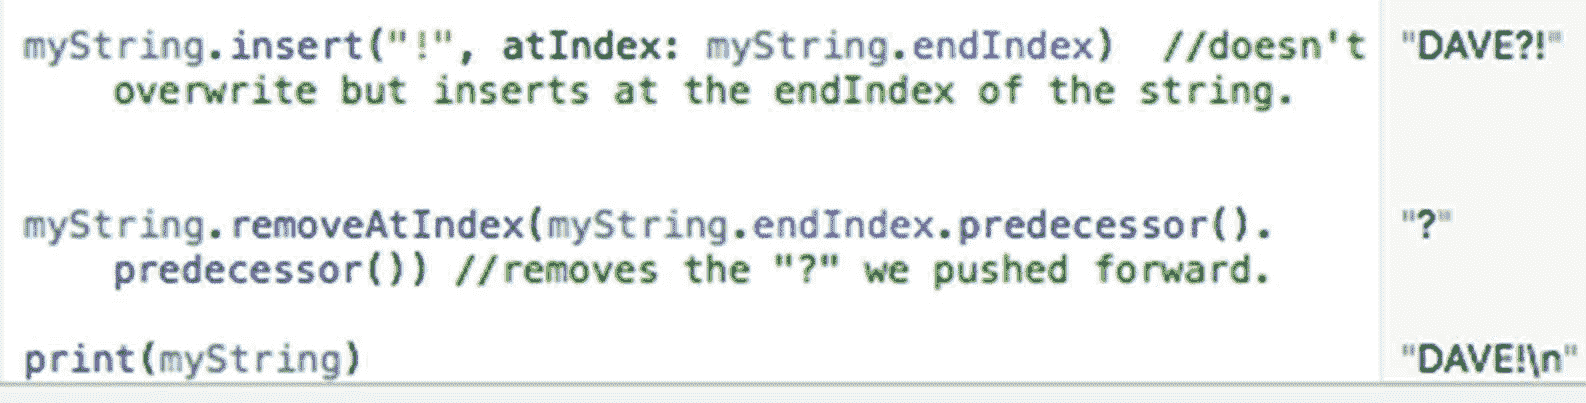 myString.insert("!", atIndex: myString.endIndex)  //doesn't "DAVE?!"
overwrite but inserts at the endIndex of the string.
myString.removeAtIndex(myString.endIndex.predecessor(). "?"
predecessor()) //removes the "?" we pushed forward.
print(myString) "DAVE!\n"